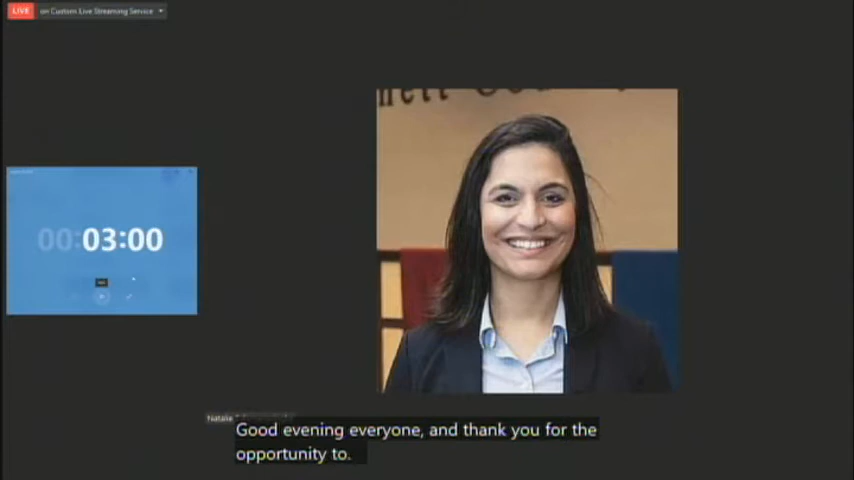 LIVE on Custom Live Streaming Service
00:03:00
Natalie
Good evening everyone, and thank you for the
opportunity to.